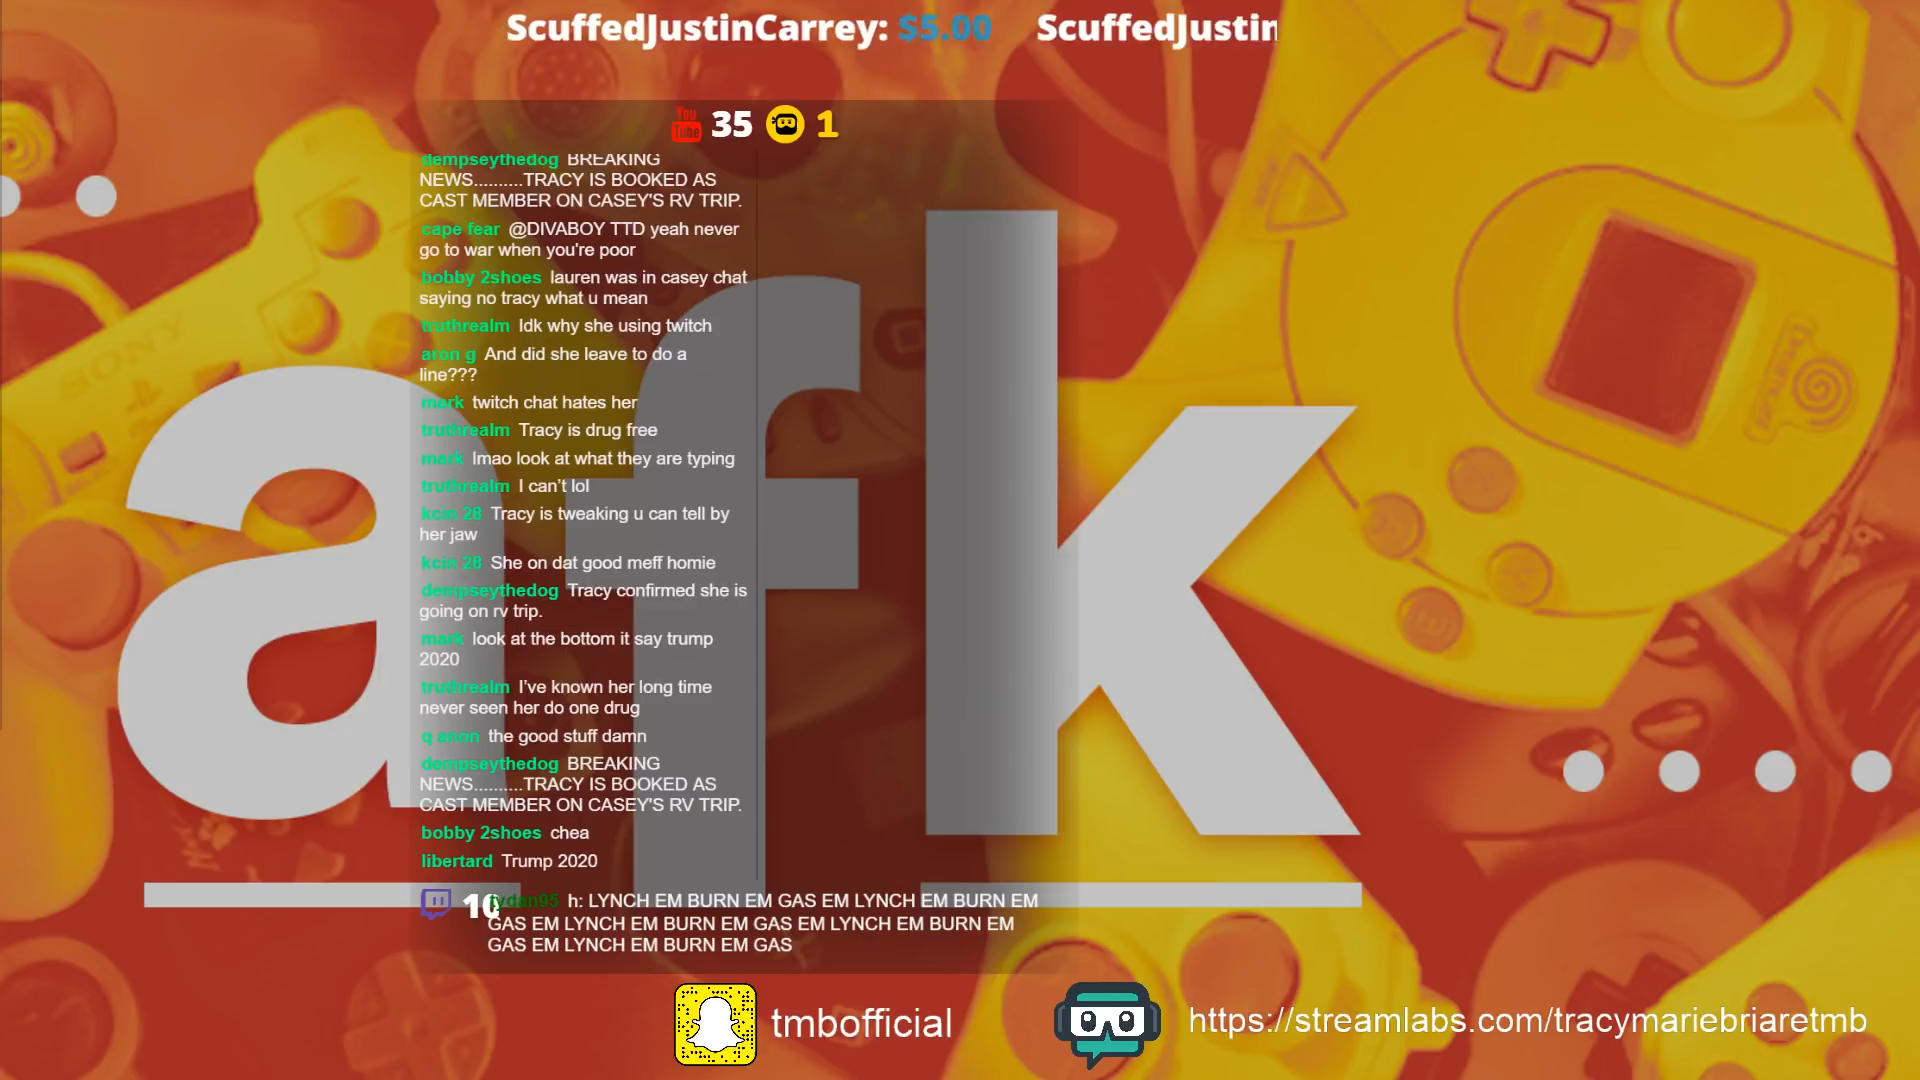 ScuffedJustinCarrey: $5.00 ScuffedJustin
You
Tube 35 1
dempseythedog BREAKING
NEWS..........TRACY IS BOOKED AS
CAST MEMBER ON CASEY'S RV TRIP.
cape fear @DIVABOY TTD yeah never
go to war when you're poor
bobby 2shoes lauren was in casey chat
saying no tracy what u mean
truthrealm Idk why she using twitch
aron g And did she leave to do a
line???
mark twitch chat hates her
truthrealm Tracy is drug free
mark lmao look at what they are typing
truthrealm I can't lol
kcin 28 Tracy is tweaking u can tell by
her jaw
kcin 28 She on dat good meff homie
dempseythedog Tracy confirmed she is
going on rv trip.
mark look at the bottom it say trump
2020
truthrealm I've known her long time
never seen her do one drug
q anon the good stuff damn
dempseythedog BREAKING
NEWS..........TRACY IS BOOKED AS
CAST MEMBER ON CASEY'S RV TRIP.
bobby 2shoes chea
libertard Trump 2020
afk
SONY
10 tydan95 h: LYNCH EM BURN EM GAS EM LYNCH EM BURN EM
GAS EM LYNCH EM BURN EM GAS EM LYNCH EM BURN EM
GAS EM LYNCH EM BURN EM GAS
tmbofficial
https://streamlabs.com/tracymariebriaretmb